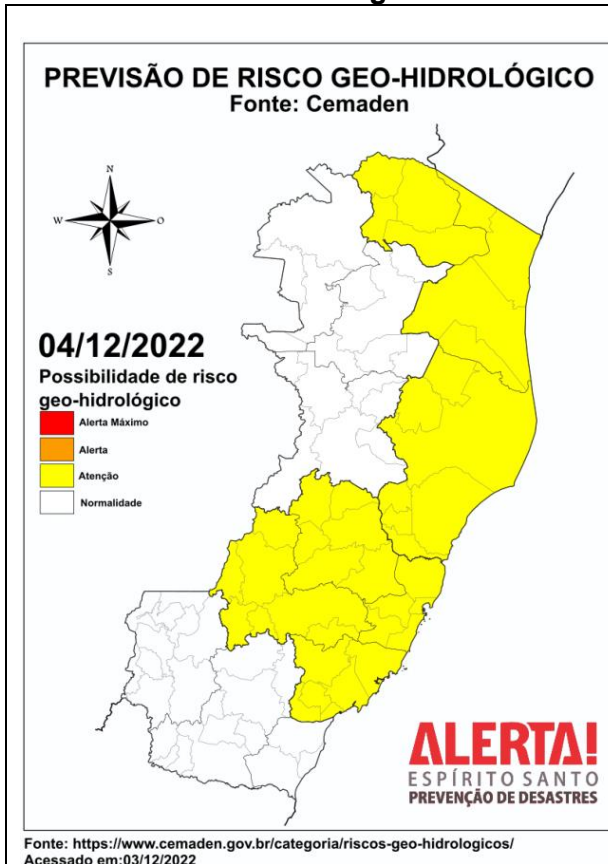 PREVISÃO DE RISCO GEO-HIDROLÓGICO
Fonte: Cemaden
N
W
O
S
04/12/2022
Possibilidade de risco
geo-hidrológico
Alerta Máximo
Alerta
Atenção
Normalidade
ALERTA!
ESPÍRITO SANTO
PREVENÇÃO DE DESASTRES
Fonte: https://www.cemaden.gov.br/categoria/riscos-geo-hidrologicos/
Acessado em:03/12/2022